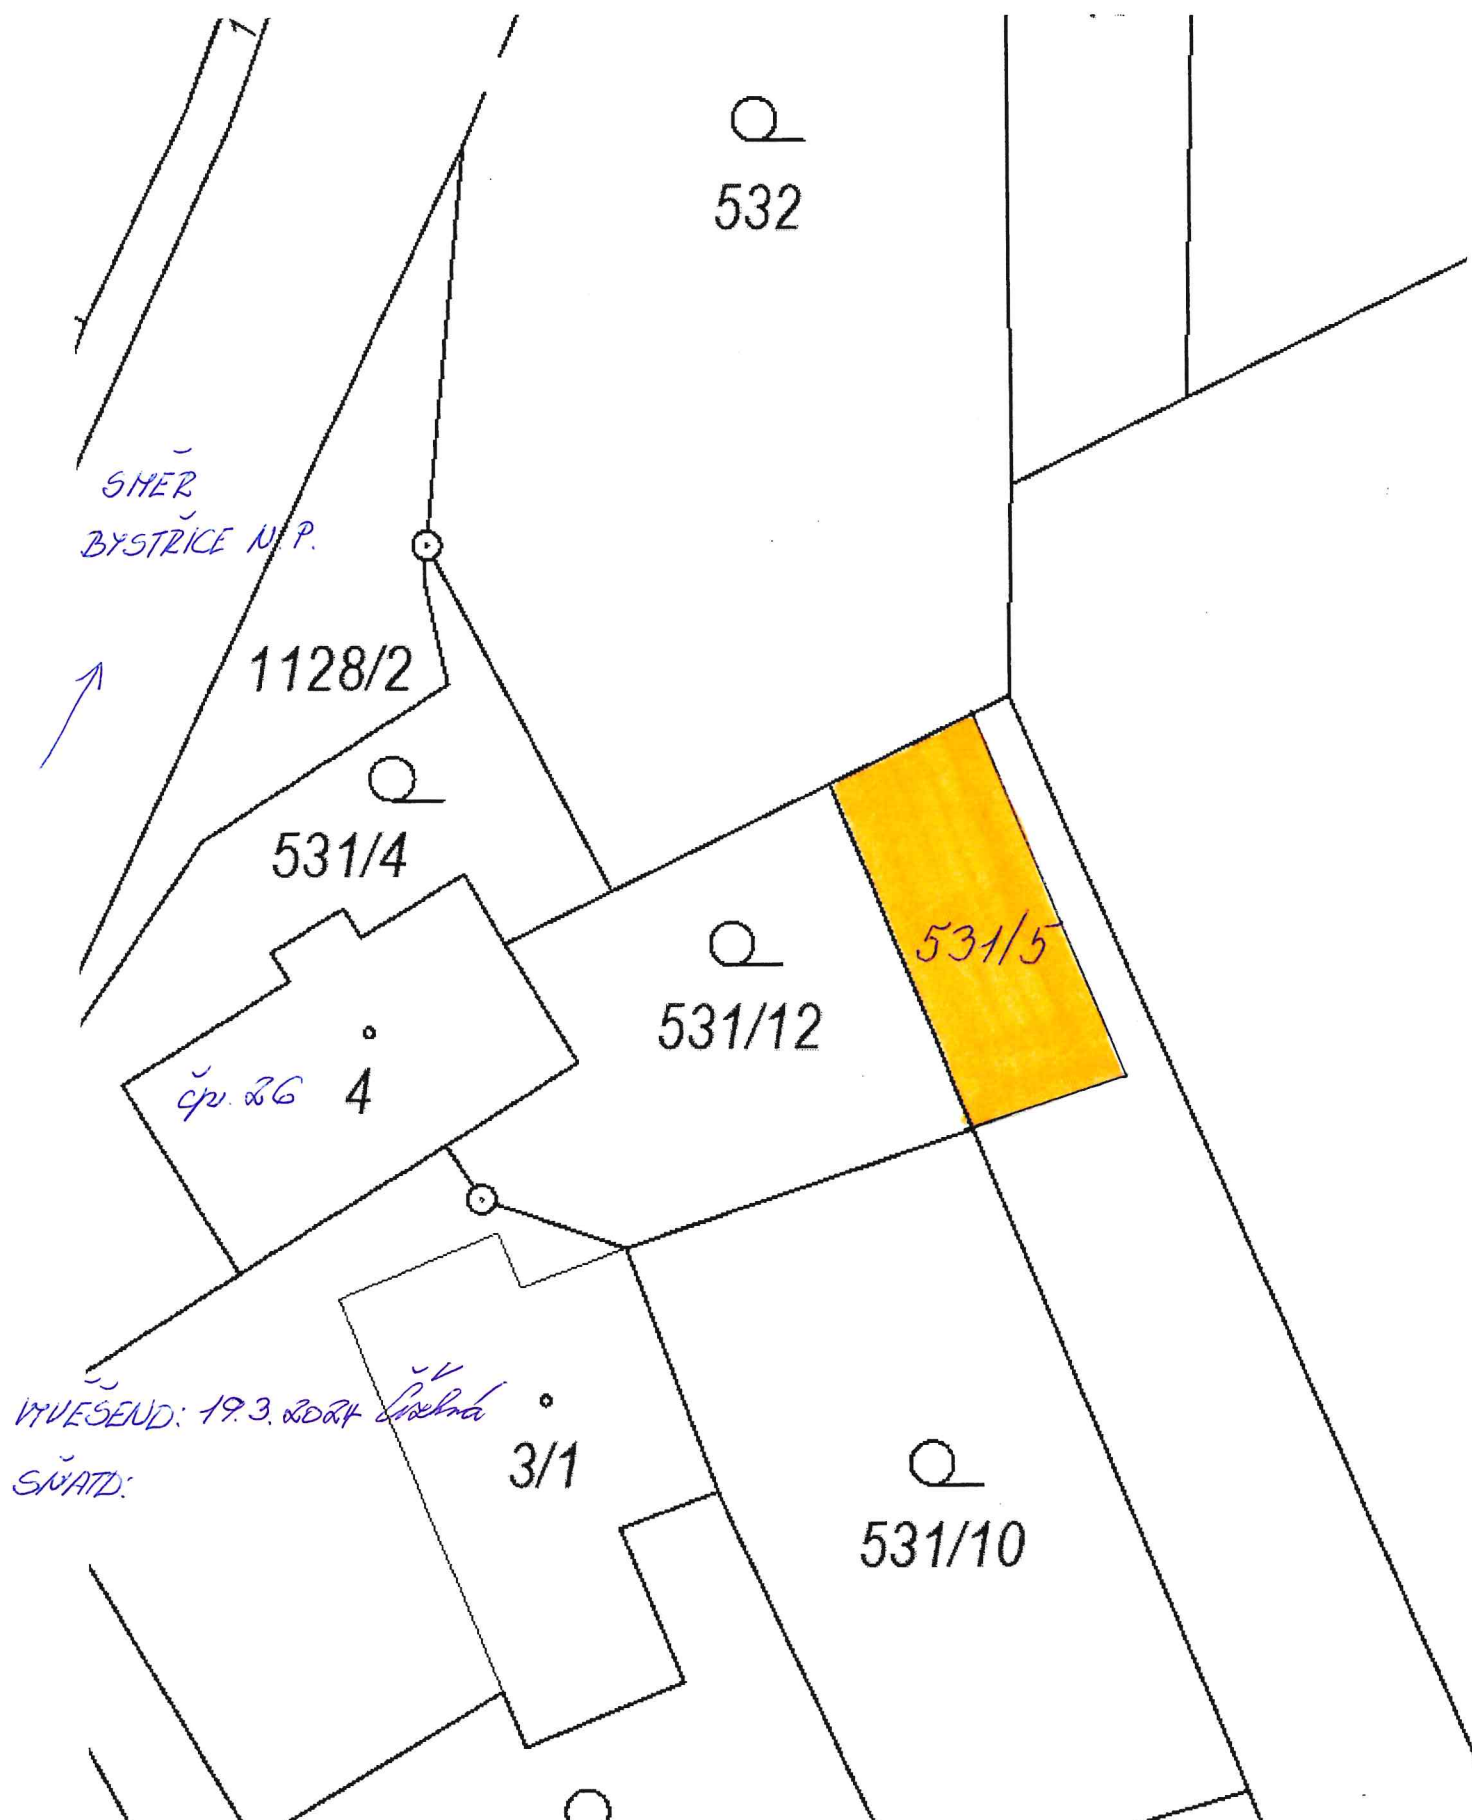 532
SMĚR
BYSTŘICE N.P.
1128/2
531/4
531/5
531/12
čp. 26
4
VYVĚŠENO: 19.3.2024
3/1
SŇATO:
531/10